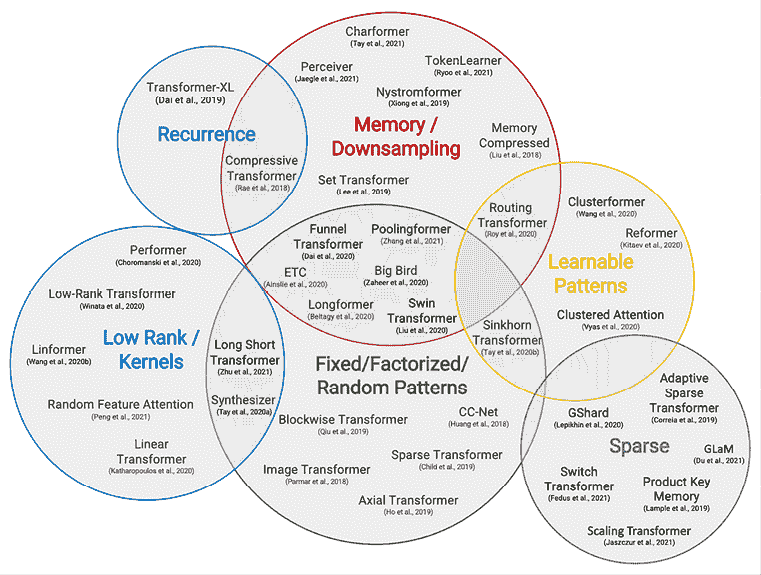 Charformer
(Tay et al., 2021)
Perceiver
(Jaegle et al., 2021)
TokenLearner
(Ryoo et al., 2021)
Transformer-XL
(Dai et al., 2019)
Nystromformer
(Xiong et al., 2019)
Recurrence
Memory /
Downsampling
Memory
Compressed
(Liu et al., 2018)
Compressive
Transformer
(Rae et al., 2018)
Set Transformer
(Lee et al., 2019)
Routing
Transformer
(Roy et al., 2020)
Clusterformer
(Wang et al., 2020)
Reformer
(Kitaev et al., 2020)
Learnable
Patterns
Clustered Attention
(Vyas et al., 2020)
Funnel
Transformer
(Dai et al., 2020)
Poolingformer
(Zhang et al., 2021)
ETC
(Ainslie et al., 2020)
Big Bird
(Zaheer et al., 2020)
Longformer
(Beltagy et al., 2020)
Swin
Transformer
(Liu et al., 2020)
Sinkhorn
Transformer
(Tay et al., 2020b)
Performer
(Choromanski et al., 2020)
Low-Rank Transformer
(Winata et al., 2020)
Low Rank /
Kernels
Linformer
(Wang et al., 2020b)
Long Short
Transformer
(Zhu et al., 2021)
Synthesizer
(Tay et al., 2020a)
Random Feature Attention
(Peng et al., 2021)
Linear
Transformer
(Katharopoulos et al., 2020)
Fixed/Factorized/
Random Patterns
Blockwise Transformer
(Qiu et al., 2019)
CC-Net
(Huang et al., 2018)
Sparse Transformer
(Child et al., 2019)
Image Transformer
(Parmar et al., 2018)
Axial Transformer
(Ho et al., 2019)
Adaptive
Sparse
Transformer
(Correia et al., 2019)
GShard
(Lepikhin et al., 2020)
Sparse
GLaM
(Du et al., 2021)
Switch
Transformer
(Fedus et al., 2021)
Product Key
Memory
(Lample et al., 2019)
Scaling Transformer
(Jaszczur et al., 2021)